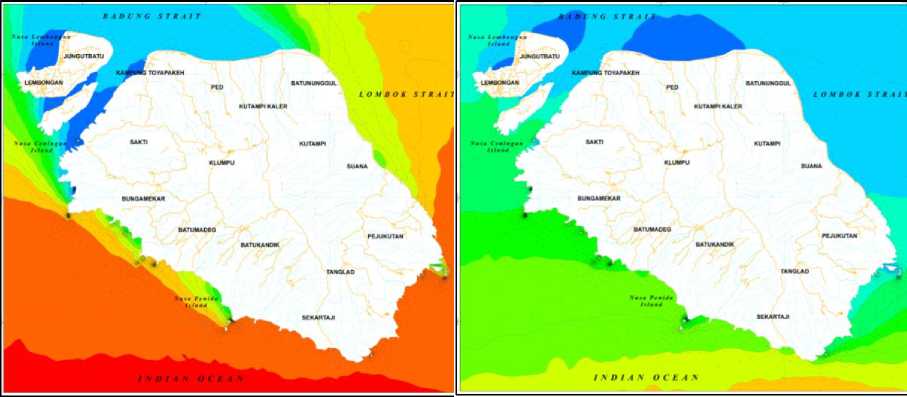 BADUNG STRAIT
Nusa Lembongan
Island
JUNGUTBATU
LEMBONGAN
KAMPUNG TOYAPAKEH
PED
BATUNUNGGUL
KUTAMPI KALER
LOMBOK STRAIT
Nusa Ceningan
Island
SAKTI
KUTAMPI
KLUMPU
SUANA
BUNGAMEKAR
BATUMADEG
BATUKANDIK
PEJUKUTAN
TANGLAD
Nusa Penida
Island
SEKARTAJI
INDIAN OCEAN
BADUNG STRAIT
Nusa Lembongan
Island
JUNGUTBATU
LEMBONGAN
KAMPUNG TOYAPAKEH
PED
BATUNUNGGUL
KUTAMPI KALER
LOMBOK STRAIT
Nusa Ceningan
Island
SAKTI
KUTAMPI
KLUMPU
SUANA
BUNGAMEKAR
BATUMADEG
BATUKANDIK
PEJUKUTAN
TANGLAD
Nusa Penida
Island
SEKARTAJI
INDIAN OCEAN